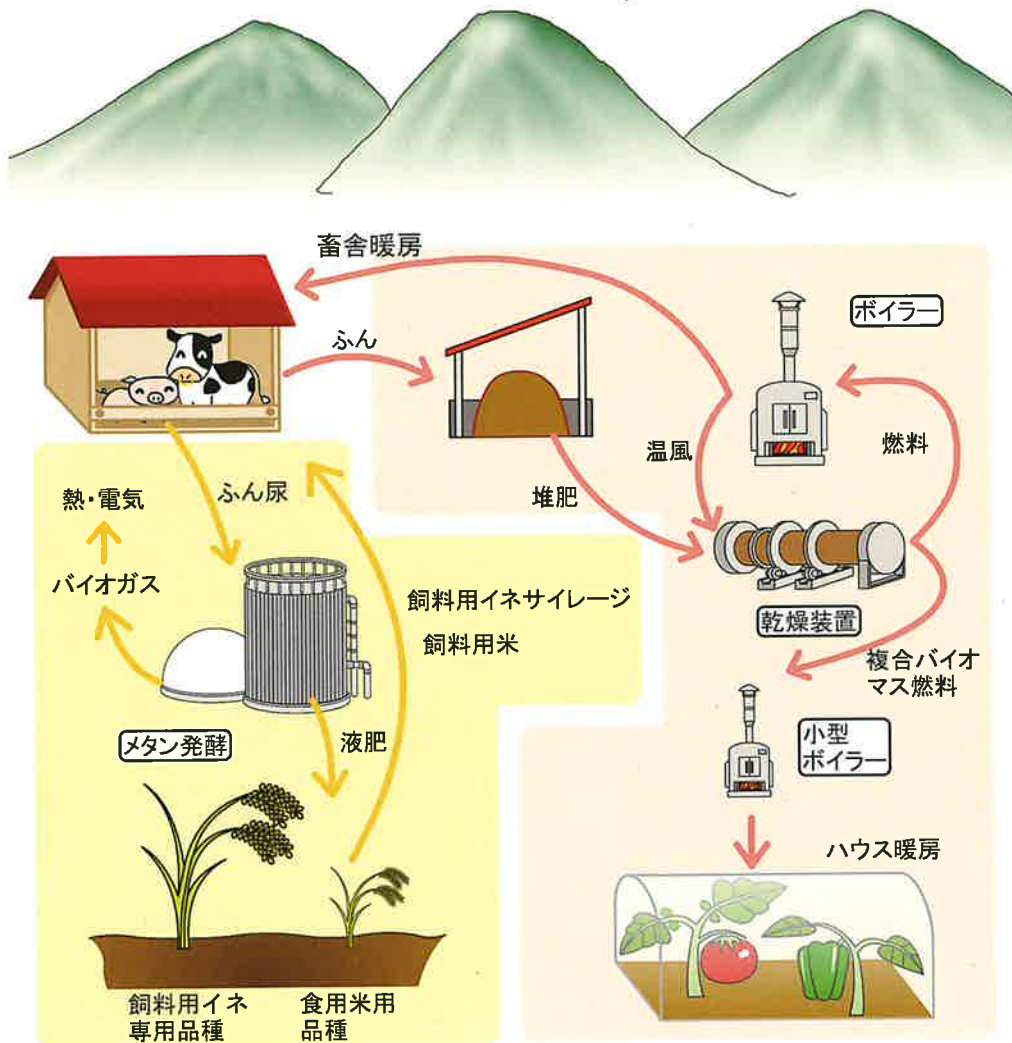 畜舎暖房
ボイラー
ふん
温風
燃料
堆肥
ふん尿
熱・電気
バイオガス
飼料用イネサイレージ
飼料用米
乾燥装置
複合バイオ
マス燃料
メタン発酵
液肥
小型
ボイラー
ハウス暖房
飼料用イネ
専用品種
食用米用
品種